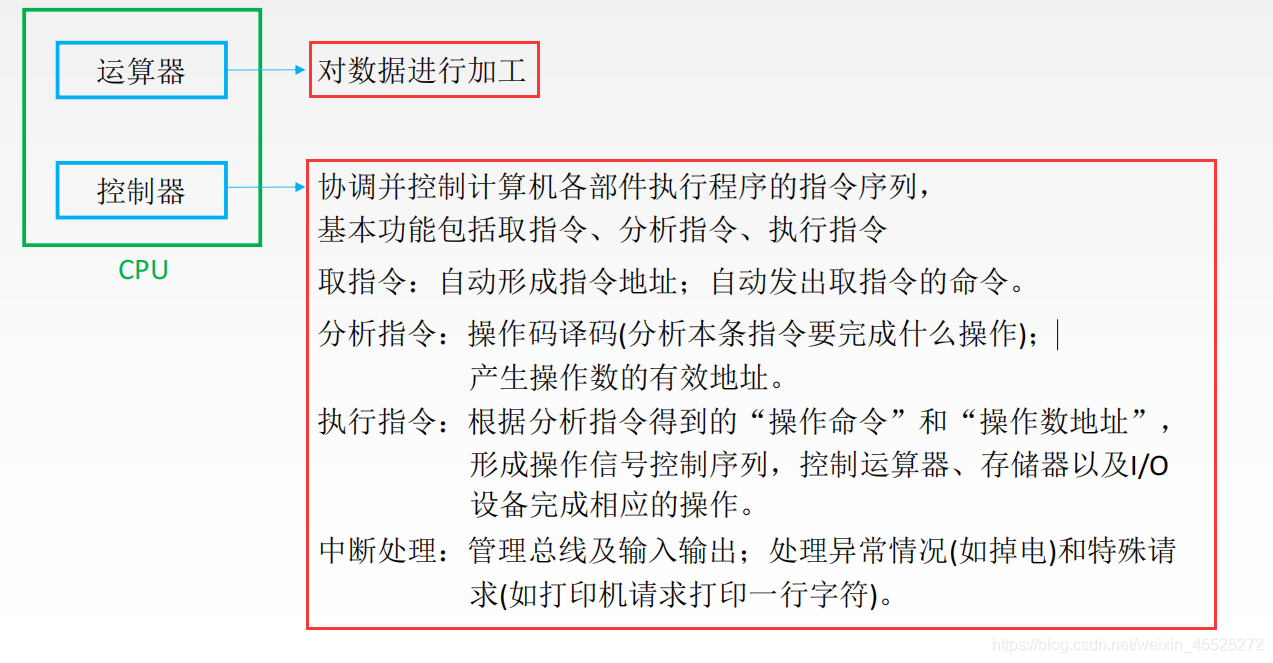 运算器
对数据进行加工
控制器
协调并控制计算机各部件执行程序的指令序列，
基本功能包括取指令、分析指令、执行指令
CPU
取指令：自动形成指令地址；自动发出取指令的命令。
分析指令：操作码译码(分析本条指令要完成什么操作)；
产生操作数的有效地址。
执行指令：根据分析指令得到的“操作命令”和“操作数地址”，
形成操作信号控制序列，控制运算器、存储器以及I/O
设备完成相应的操作。
中断处理：管理总线及输入输出；处理异常情况(如掉电)和特殊请
求(如打印机请求打印一行字符)。
https://blog.csdn.net/weixin_45525272